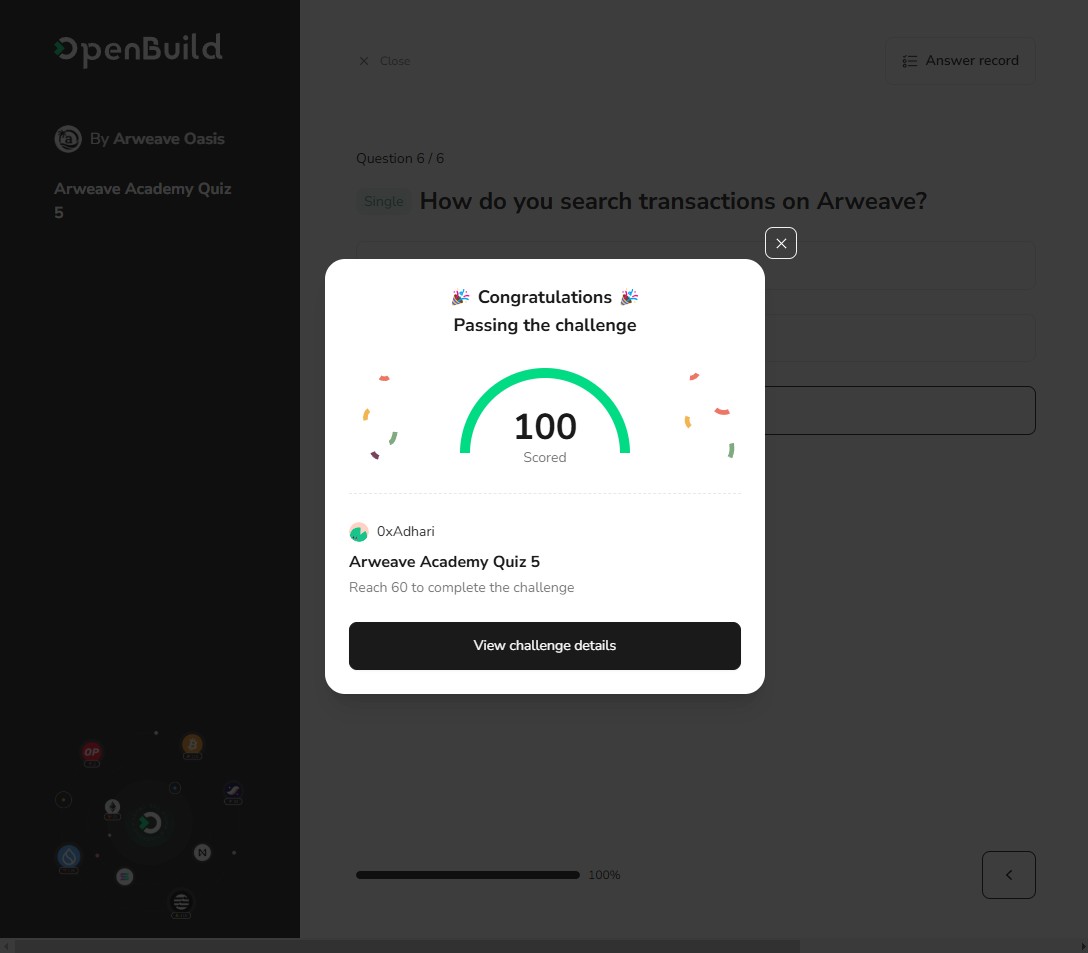 OpenBuild
By Arweave Oasis
Arweave Academy Quiz
5
Close
Answer record
Question 6 / 6
Single How do you search transactions on Arweave?
Congratulations
Passing the challenge
100
Scored
0xAdhari
Arweave Academy Quiz 5
Reach 60 to complete the challenge
View challenge details
OP
100%